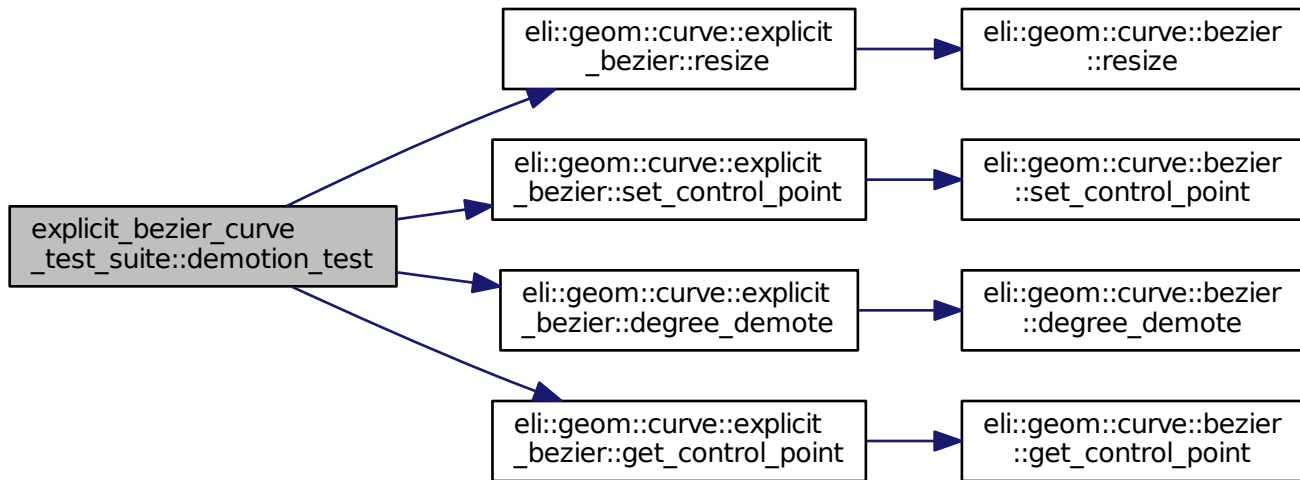 explicit_bezier_curve
_test_suite::demotion_test
eli::geom::curve::explicit
_bezier::resize
eli::geom::curve::bezier
::resize
eli::geom::curve::explicit
_bezier::set_control_point
eli::geom::curve::bezier
::set_control_point
eli::geom::curve::explicit
_bezier::degree_demote
eli::geom::curve::bezier
::degree_demote
eli::geom::curve::explicit
_bezier::get_control_point
eli::geom::curve::bezier
::get_control_point